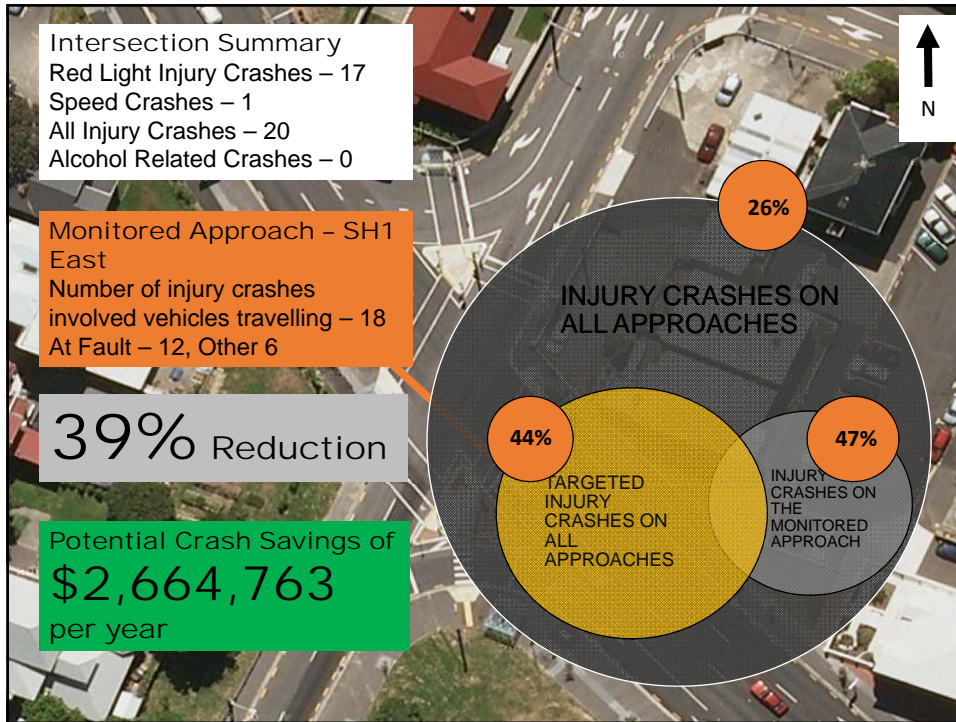 Intersection Summary
Red Light Injury Crashes – 17
Speed Crashes – 1
All Injury Crashes – 20
Alcohol Related Crashes – 0
N
Monitored Approach – SH1
East
Number of injury crashes
involved vehicles travelling – 18
At Fault – 12, Other 6
39% Reduction
Potential Crash Savings of
$2,664,763
per year
26%
INJURY CRASHES ON
ALL APPROACHES
44%
TARGETED
INJURY
CRASHES ON
ALL
APPROACHES
47%
INJURY
CRASHES ON
THE
MONITORED
APPROACH